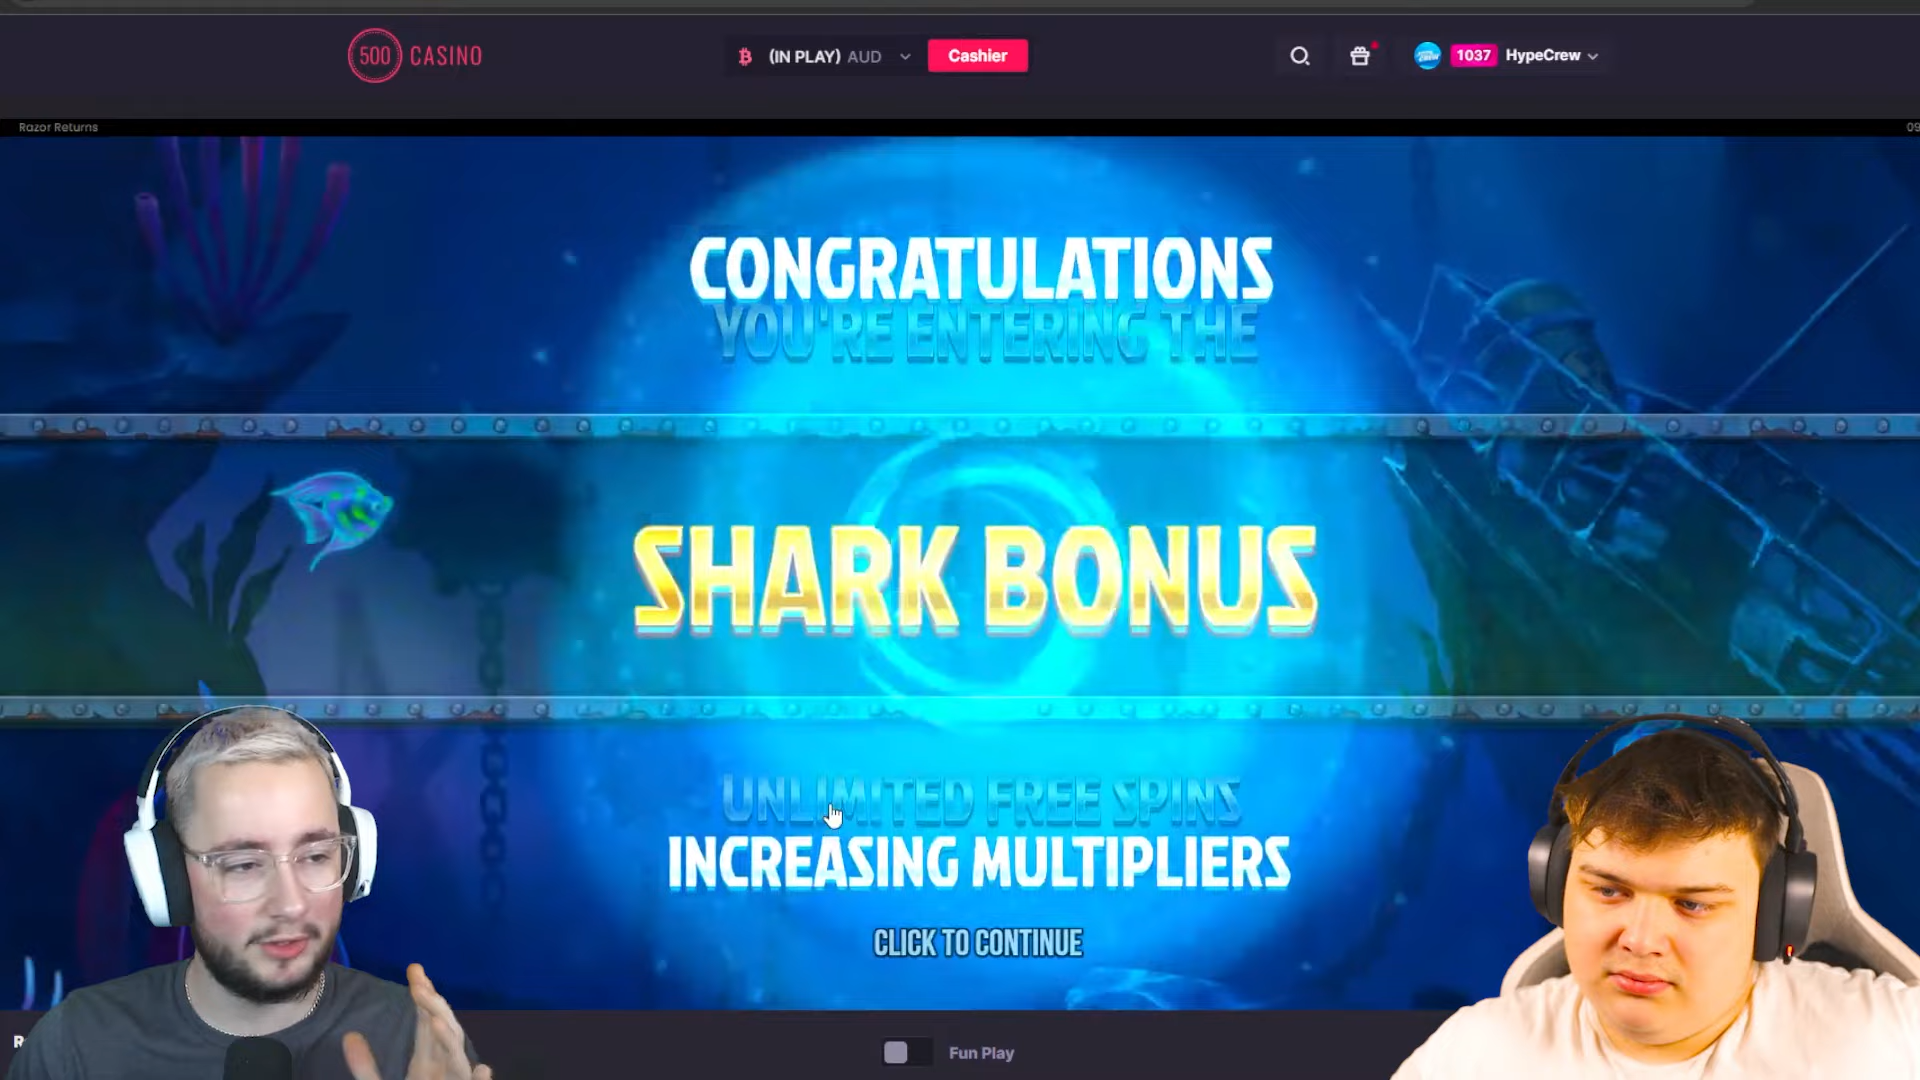 500 CASINO
(IN PLAY) AUD
Cashier
1037 HypeCrew
Razor Returns
09
CONGRATULATIONS
YOU'RE ENTERING THE
SHARK BONUS
UNLIMITED FREE SPINS
INCREASING MULTIPLIERS
CLICK TO CONTINUE
R
Fun Play